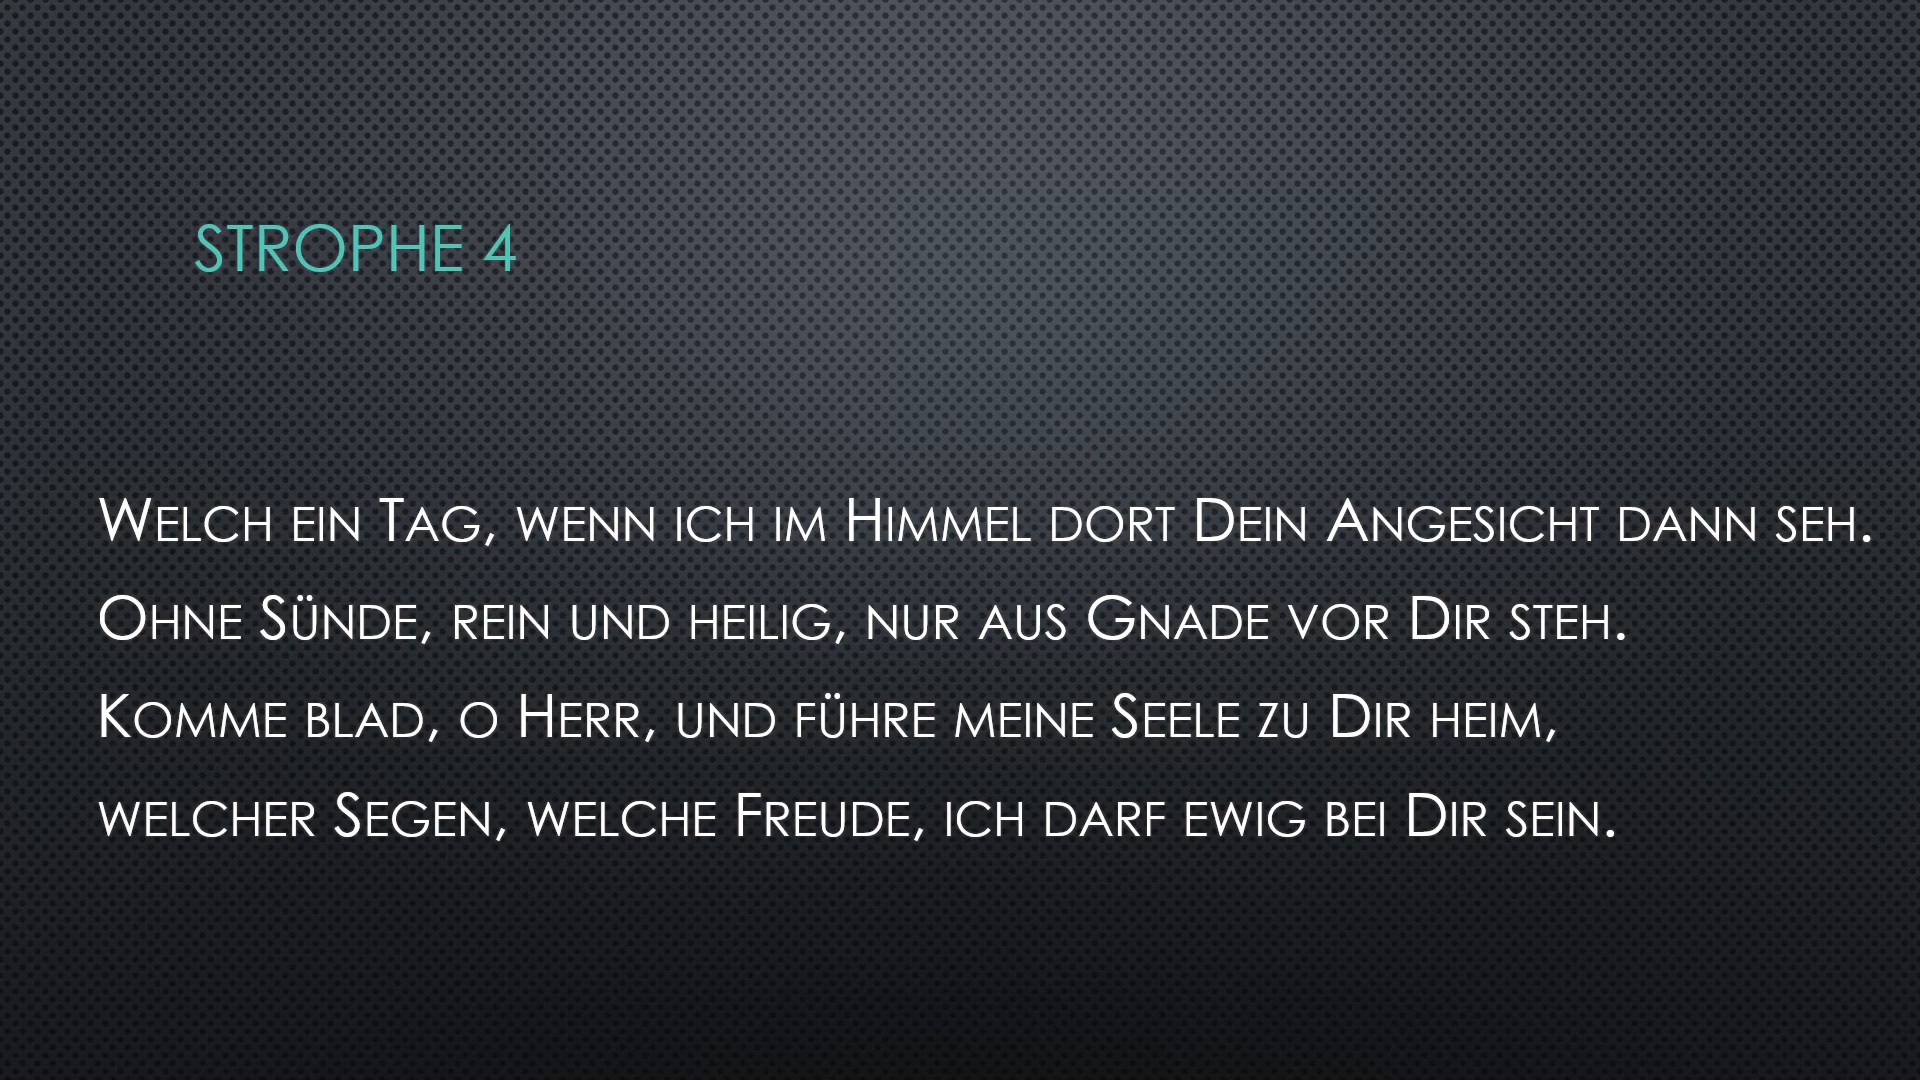 STROPHE 4
Welch ein Tag, wenn ich im Himmel dort Dein Angesicht dann seh.
Ohne Sünde, rein und heilig, nur aus Gnade vor Dir steh.
Komme blad, o Herr, und führe meine Seele zu Dir heim,
welcher Segen, welche Freude, ich darf ewig bei Dir sein.